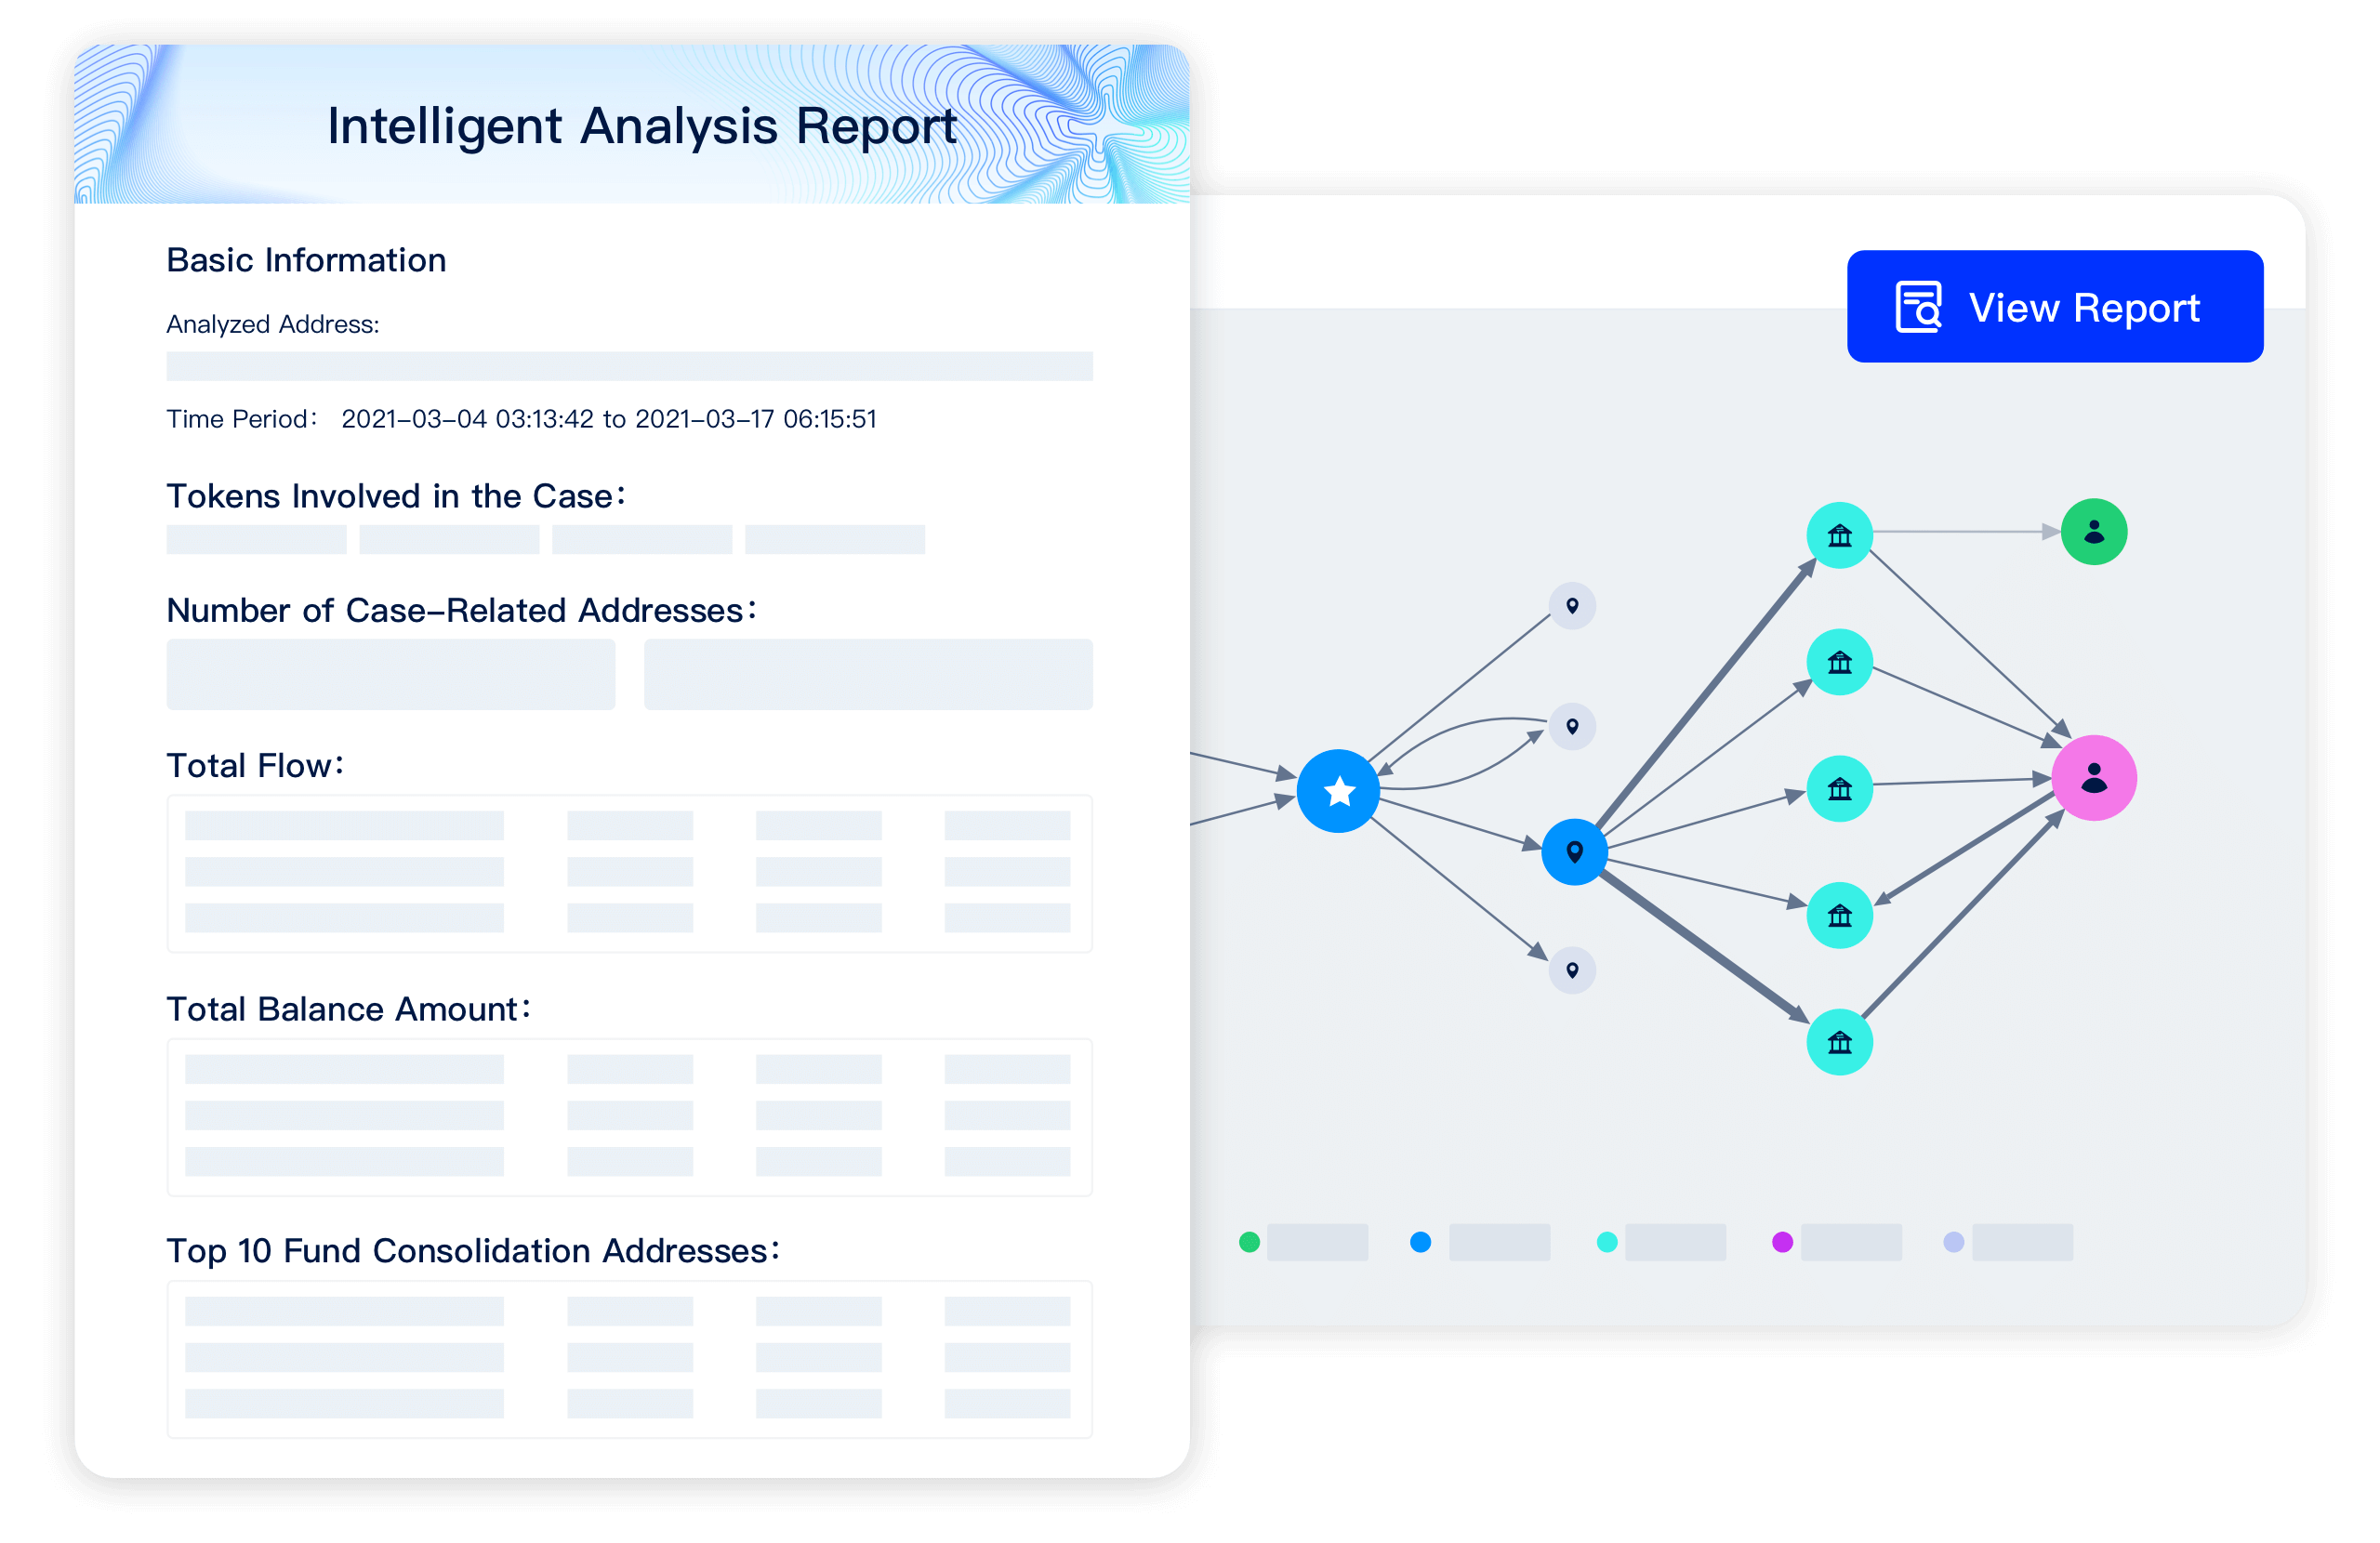 Intelligent Analysis Report
Basic Information
Analyzed Address:
Time Period： 2021–03–04 03:13:42 to 2021–03–17 06:15:51
Tokens Involved in the Case：
Number of Case–Related Addresses：
Total Flow：
Total Balance Amount：
Top 10 Fund Consolidation Addresses：
View Report